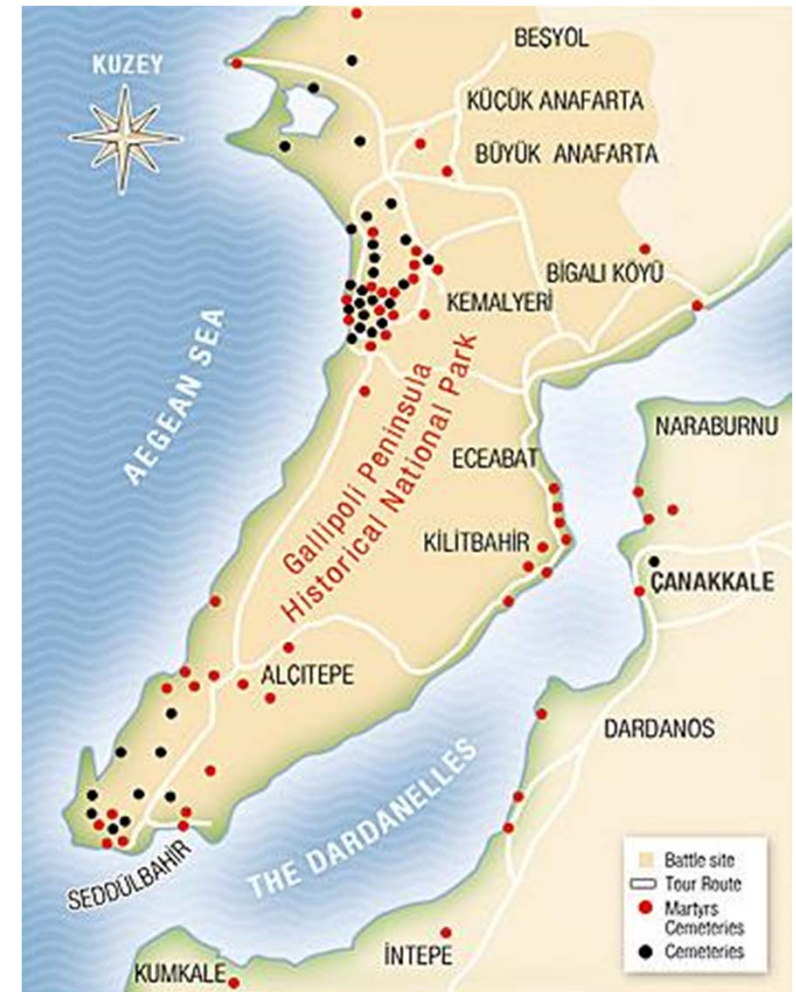 BEŞYOL
KUZEY
KÜÇÜK ANAFARTA
BÜYÜK ANAFARTA
BİGALI KÖYÜ
KEMALYERİ
AEGEAN SEA
Gallipoli Peninsula
Historical National Park
NARABURNU
ECEABAT
KİLİTBAHİR
ÇANAKKALE
ALÇITEPE
DARDANOS
THE DARDANELLES
SEDDÜLBAHİR
İNTEPE
KUMKALE
Battle site
Tour Route
Martyrs
Cemeteries
Cemeteries